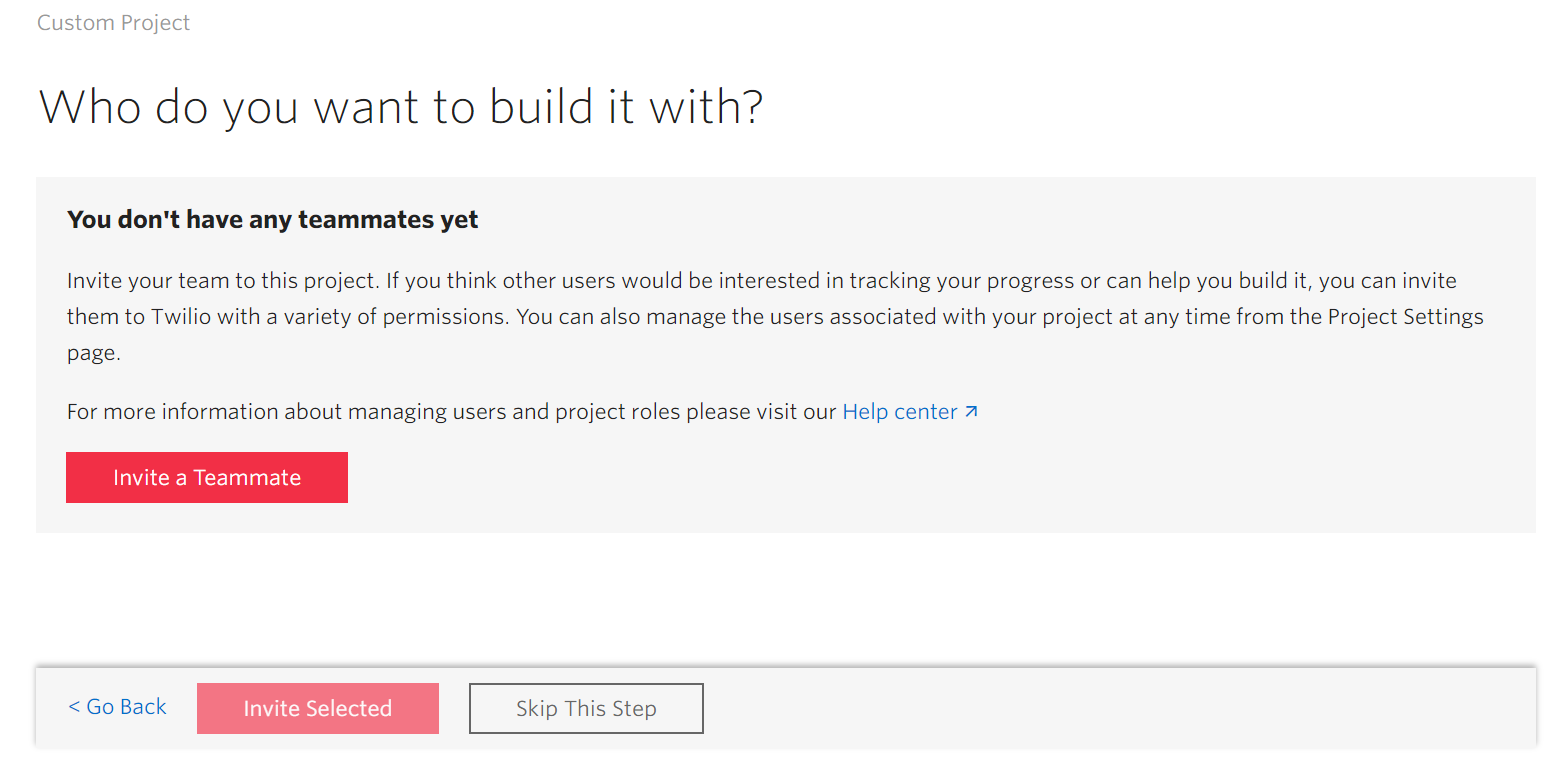 Custom Project
Who do you want to build it with?
You don't have any teammates yet
Invite your team to this project. If you think other users would be interested in tracking your progress or can help you build it, you can invite
them to Twilio with a variety of permissions. You can also manage the users associated with your project at any time from the Project Settings
page.
For more information about managing users and project roles please visit our Help center ↗
Invite a Teammate
< Go Back Invite Selected Skip This Step